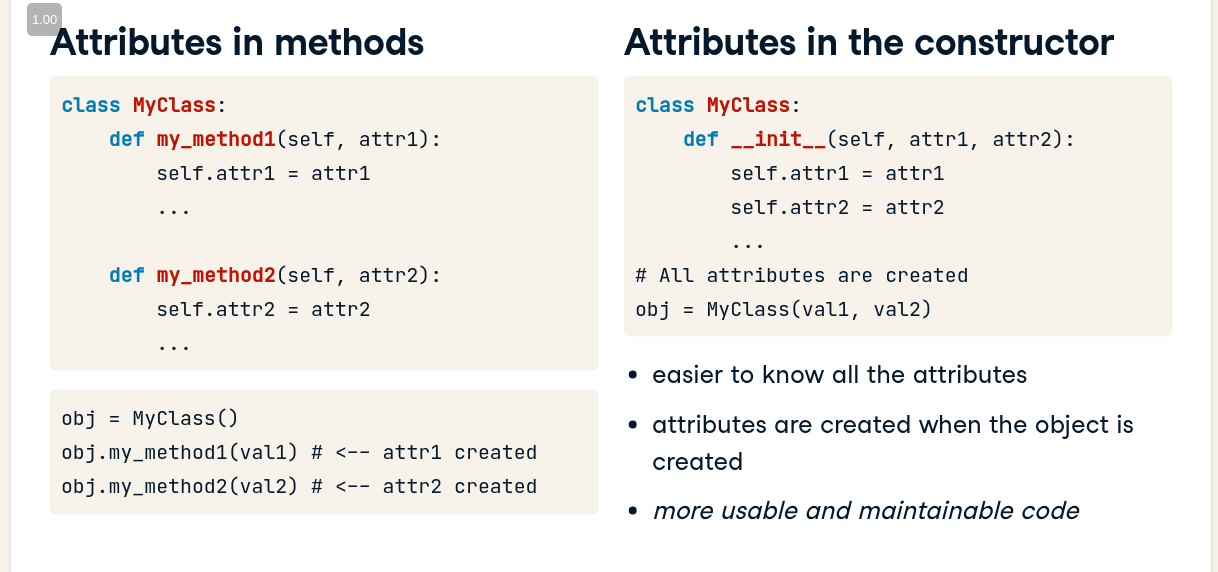 1.00
Attributes in methods
class MyClass:
    def my_method1(self, attr1):
        self.attr1 = attr1
        ...

    def my_method2(self, attr2):
        self.attr2 = attr2
        ...
obj = MyClass()
obj.my_method1(val1) # <-- attr1 created
obj.my_method2(val2) # <-- attr2 created
Attributes in the constructor
class MyClass:
    def __init__(self, attr1, attr2):
        self.attr1 = attr1
        self.attr2 = attr2
        ...
# All attributes are created
obj = MyClass(val1, val2)
• easier to know all the attributes
• attributes are created when the object is
created
• more usable and maintainable code